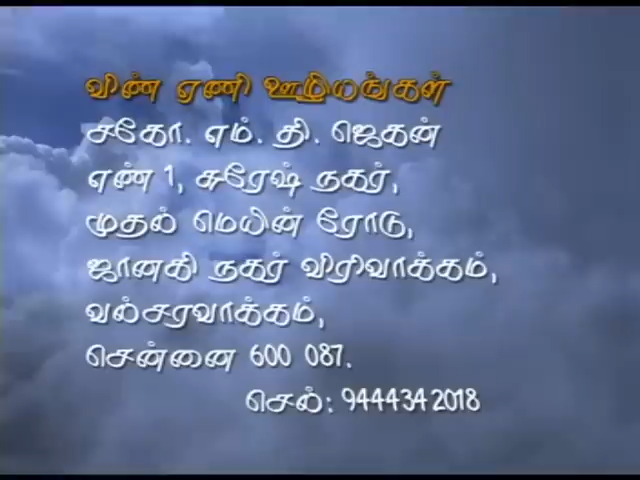 விண் ஏணி ஊழியங்கள்
சகோ. எம். தி. ஜெகன்
எண் 1, சுரேஷ் நகர்,
முதல் மெயின் ரோடு,
ஜானகி நகர் விரிவாக்கம்,
வல்சரவாக்கம்,
சென்னை 600 087.
செல்: 9444342018